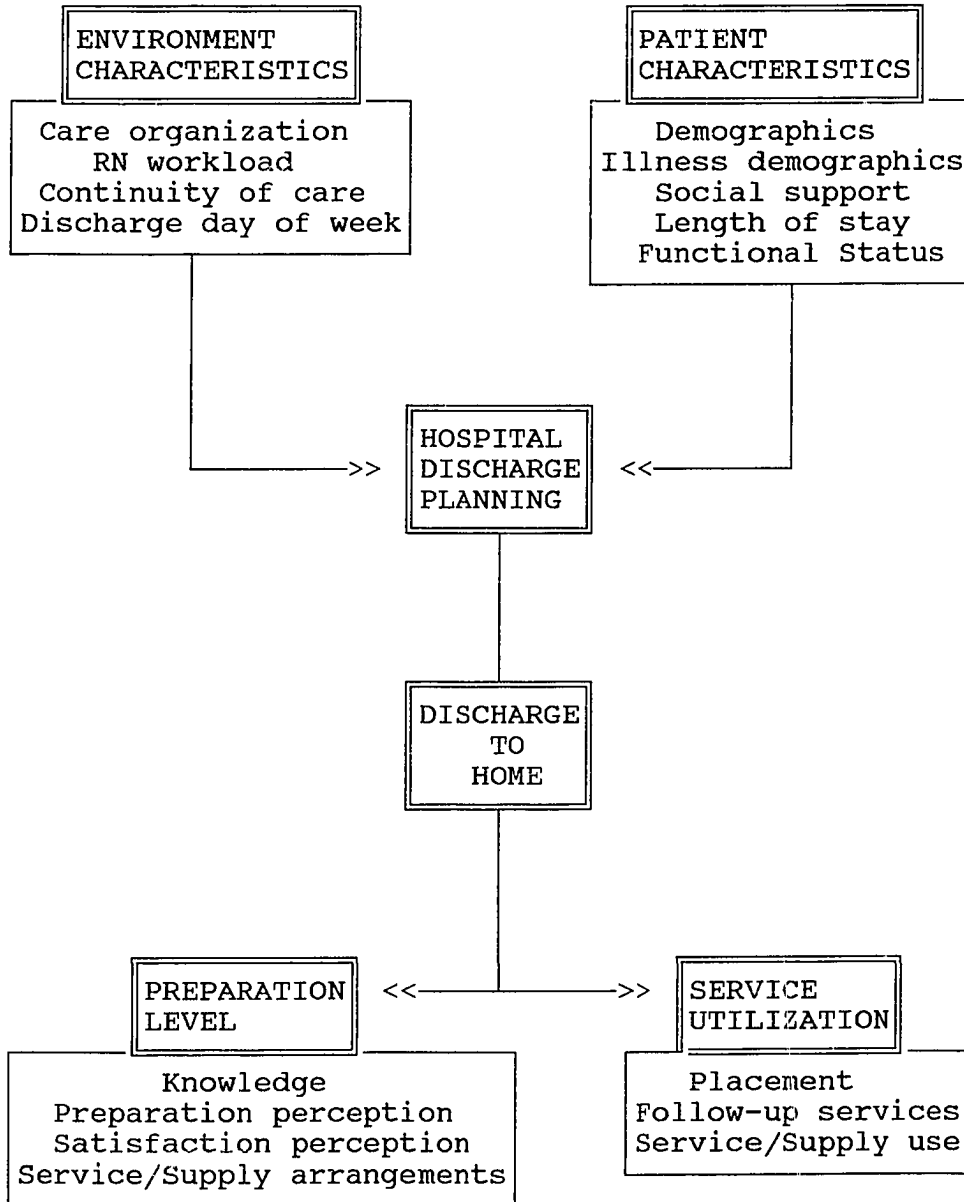 ENVIRONMENT
CHARACTERISTICS
Care organization
RN workload
Continuity of care
Discharge day of week
PATIENT
CHARACTERISTICS
Demographics
Illness demographics
Social support
Length of stay
Functional Status
>>
HOSPITAL
DISCHARGE
PLANNING
<<
DISCHARGE
TO
HOME
PREPARATION
LEVEL
<<
>>
Knowledge
Preparation perception
Satisfaction perception
Service/Supply arrangements
SERVICE
UTILIZATION
Placement
Follow-up services
Service/Supply use